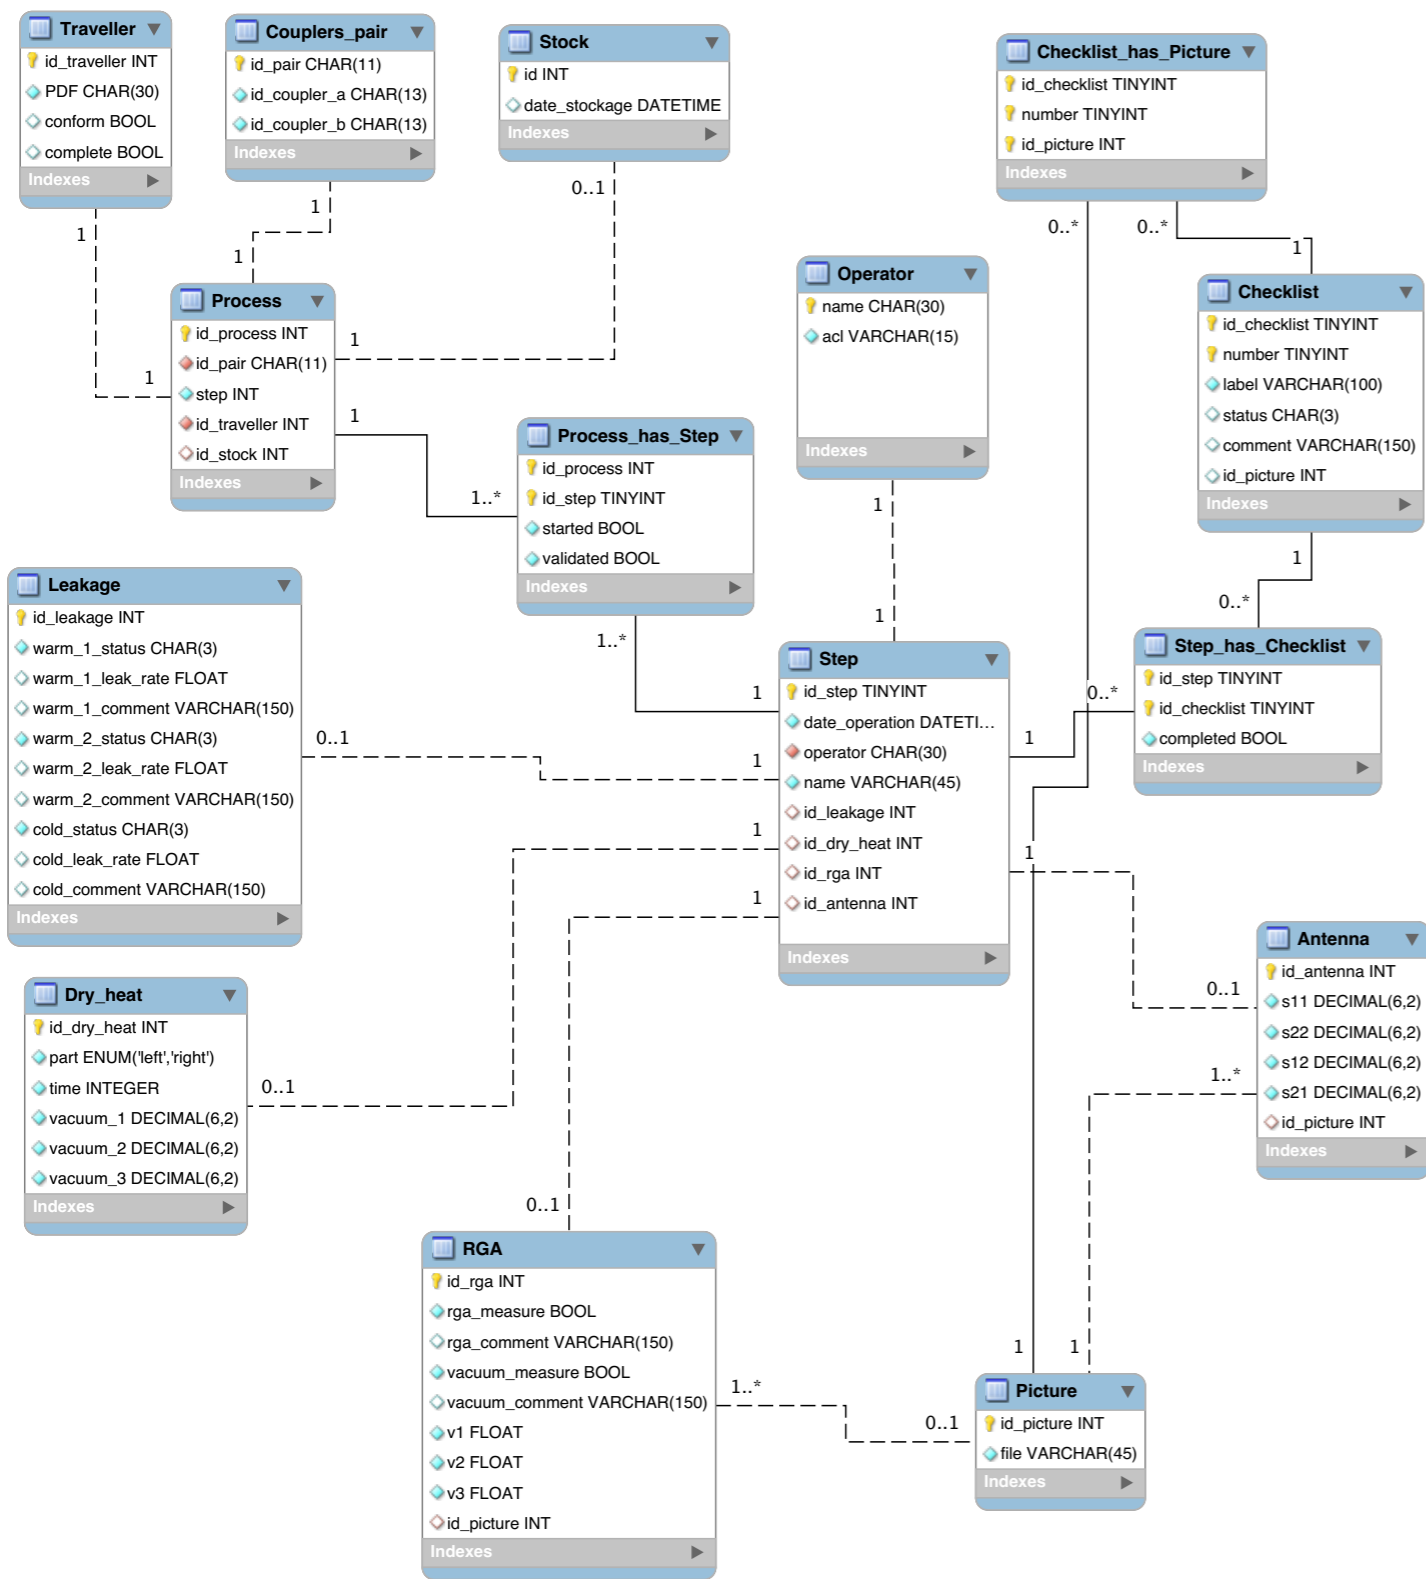 Traveller
id_traveller INT
PDF CHAR(30)
conform BOOL
complete BOOL
Indexes
Couplers_pair
id_pair CHAR(11)
id_coupler_a CHAR(13)
id_coupler_b CHAR(13)
Indexes
Stock
id INT
date_stockage DATETIME
Indexes
Checklist_has_Picture
id_checklist TINYINT
number TINYINT
id_picture INT
Indexes
1
1
0..1
0..*
0..*
1
1
1
1
Process
id_process INT
id_pair CHAR(11)
step INT
id_traveller INT
id_stock INT
Indexes
1
Operator
name CHAR(30)
acl VARCHAR(15)
Indexes
Checklist
id_checklist TINYINT
number TINYINT
label VARCHAR(100)
status CHAR(3)
comment VARCHAR(150)
id_picture INT
Indexes
1..*
Process_has_Step
id_process INT
id_step TINYINT
started BOOL
validated BOOL
Indexes
1
1
1
0..*
1..*
Leakage
id_leakage INT
warm_1_status CHAR(3)
warm_1_leak_rate FLOAT
warm_1_comment VARCHAR(150)
warm_2_status CHAR(3)
warm_2_leak_rate FLOAT
warm_2_comment VARCHAR(150)
cold_status CHAR(3)
cold_leak_rate FLOAT
cold_comment VARCHAR(150)
Indexes
0..1
1
1
1
1
Step
id_step TINYINT
date_operation DATETI...
operator CHAR(30)
name VARCHAR(45)
id_leakage INT
id_dry_heat INT
id_rga INT
id_antenna INT
Indexes
0..*
1
1
Step_has_Checklist
id_step TINYINT
id_checklist TINYINT
completed BOOL
Indexes
Dry_heat
id_dry_heat INT
part ENUM('left','right')
time INTEGER
vacuum_1 DECIMAL(6,2)
vacuum_2 DECIMAL(6,2)
vacuum_3 DECIMAL(6,2)
Indexes
0..1
0..1
Antenna
id_antenna INT
s11 DECIMAL(6,2)
s22 DECIMAL(6,2)
s12 DECIMAL(6,2)
s21 DECIMAL(6,2)
id_picture INT
Indexes
0..1
1..*
RGA
id_rga INT
rga_measure BOOL
rga_comment VARCHAR(150)
vacuum_measure BOOL
vacuum_comment VARCHAR(150)
v1 FLOAT
v2 FLOAT
v3 FLOAT
id_picture INT
Indexes
1..*
0..1
1
1
Picture
id_picture INT
file VARCHAR(45)
Indexes